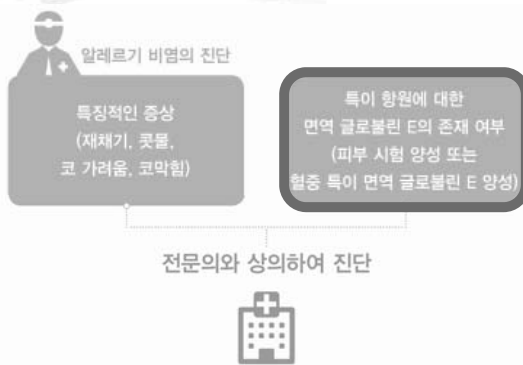 알레르기 비염의 진단
특징적인 증상
(재채기, 콧물,
코 가려움, 코막힘)
특이 항원에 대한
면역 글로불린 E의 존재 여부
(피부 시험 양성 또는
혈중 특이 면역 글로불린 E 양성)
전문의와 상의하여 진단